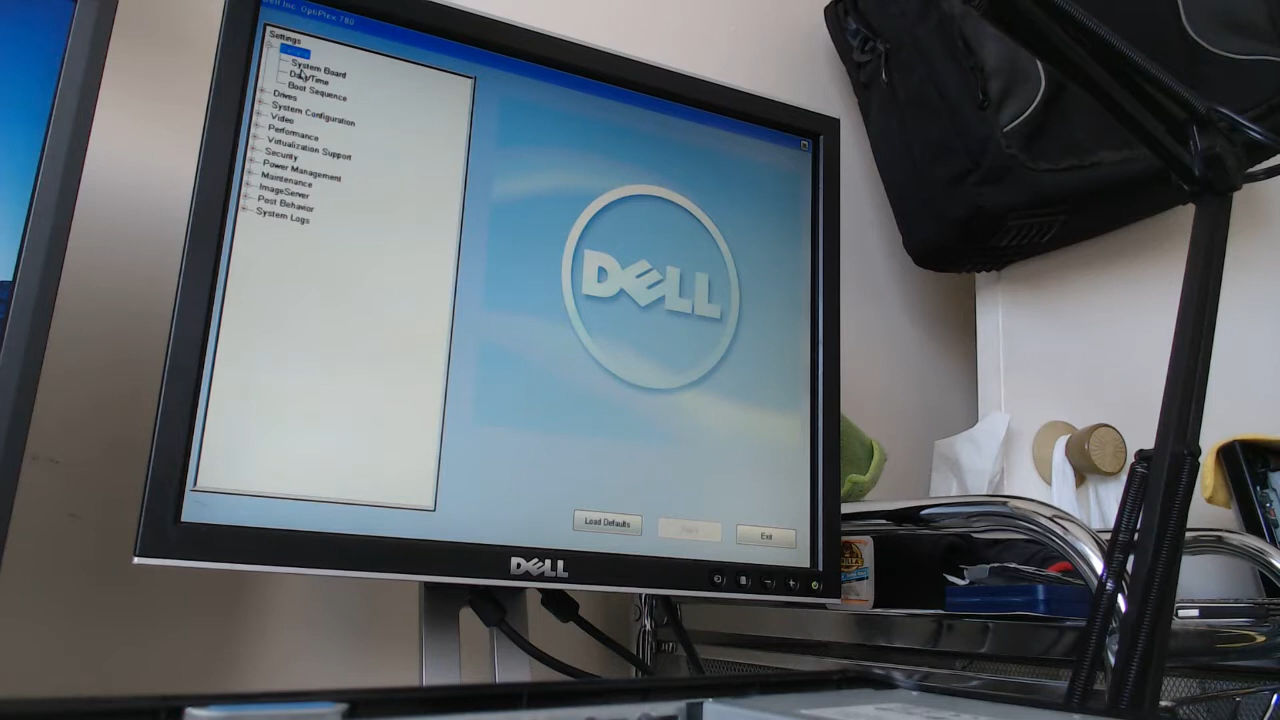 Dell Inc. OptiPlex 780
Settings
System Board
Date/Time
Boot Sequence
Drives
System Configuration
Video
Performance
Virtualization Support
Security
Power Management
Maintenance
ImageServer
Post Behavior
System Logs
DELL
Load Defaults
Exit
DELL